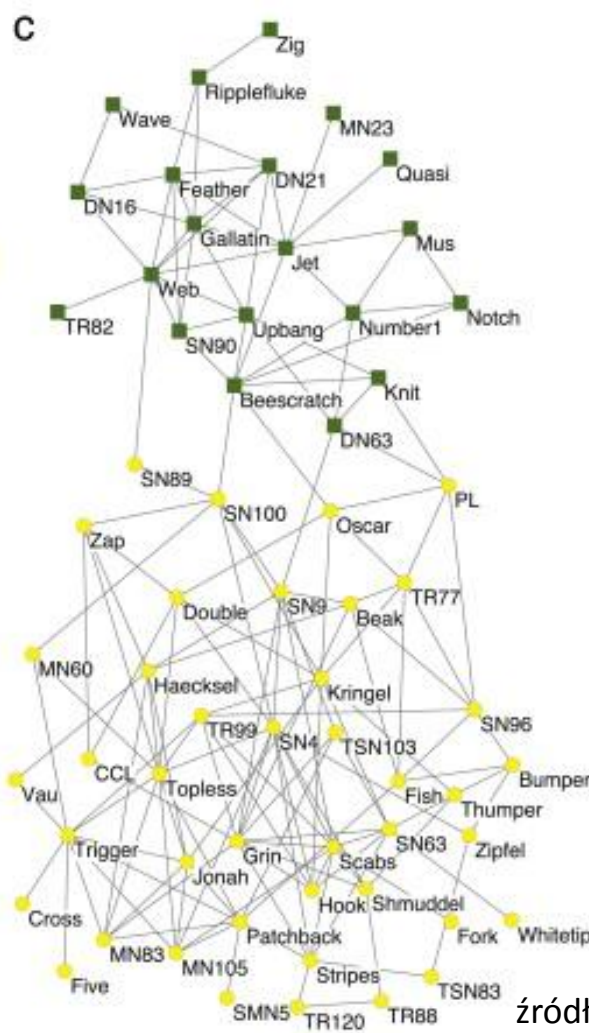 C
Zig
Ripplefluke
Wave
MN23
DN21
Quasi
Feather
DN16
Gallatin
Mus
Jet
Web
TR82
Upbang
Number1
Notch
SN90
Beescratch
Knit
DN63
SN89
PL
SN100
Oscar
Zap
Double
SN9
TR77
Beak
MN60
Haecksel
Kringel
TR99
SN96
SN4
TSN103
CCL
Topless
Bumper
Vau
Fish
Thumper
Trigger
Grin
Scabs
SN63
Zipfel
Jonah
Hook
Shmuddel
Cross
Patchback
Fork
Whitetip
MN83
MN105
Stripes
Five
TSN83
SMN5
TR120
TR88